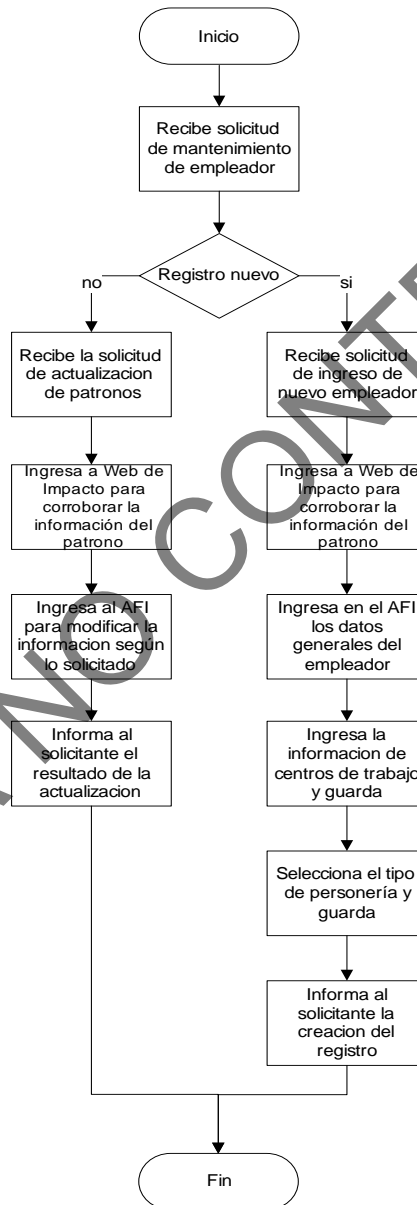 Inicio
Recibe solicitud
de mantenimiento
de empleador
Registro nuevo
no
si
Recibe la solicitud
de actualizacion
de patronos
Ingresa a Web de
Impacto para
corroborar la
información del
patrono
Ingresa al AFI
para modificar la
informacion según
lo solicitado
Informa al
solicitante el
resultado de la
actualizacion
Recibe solicitud
de ingreso de
nuevo empleador
Ingresa a Web de
Impacto para
corroborar la
información del
patrono
Ingresa en el AFI
los datos
generales del
empleador
Ingresa la
informacion de
centros de trabajo
y guarda
Selecciona el tipo
de personería y
guarda
Informa al
solicitante la
creacion del
registro
Fin
NO